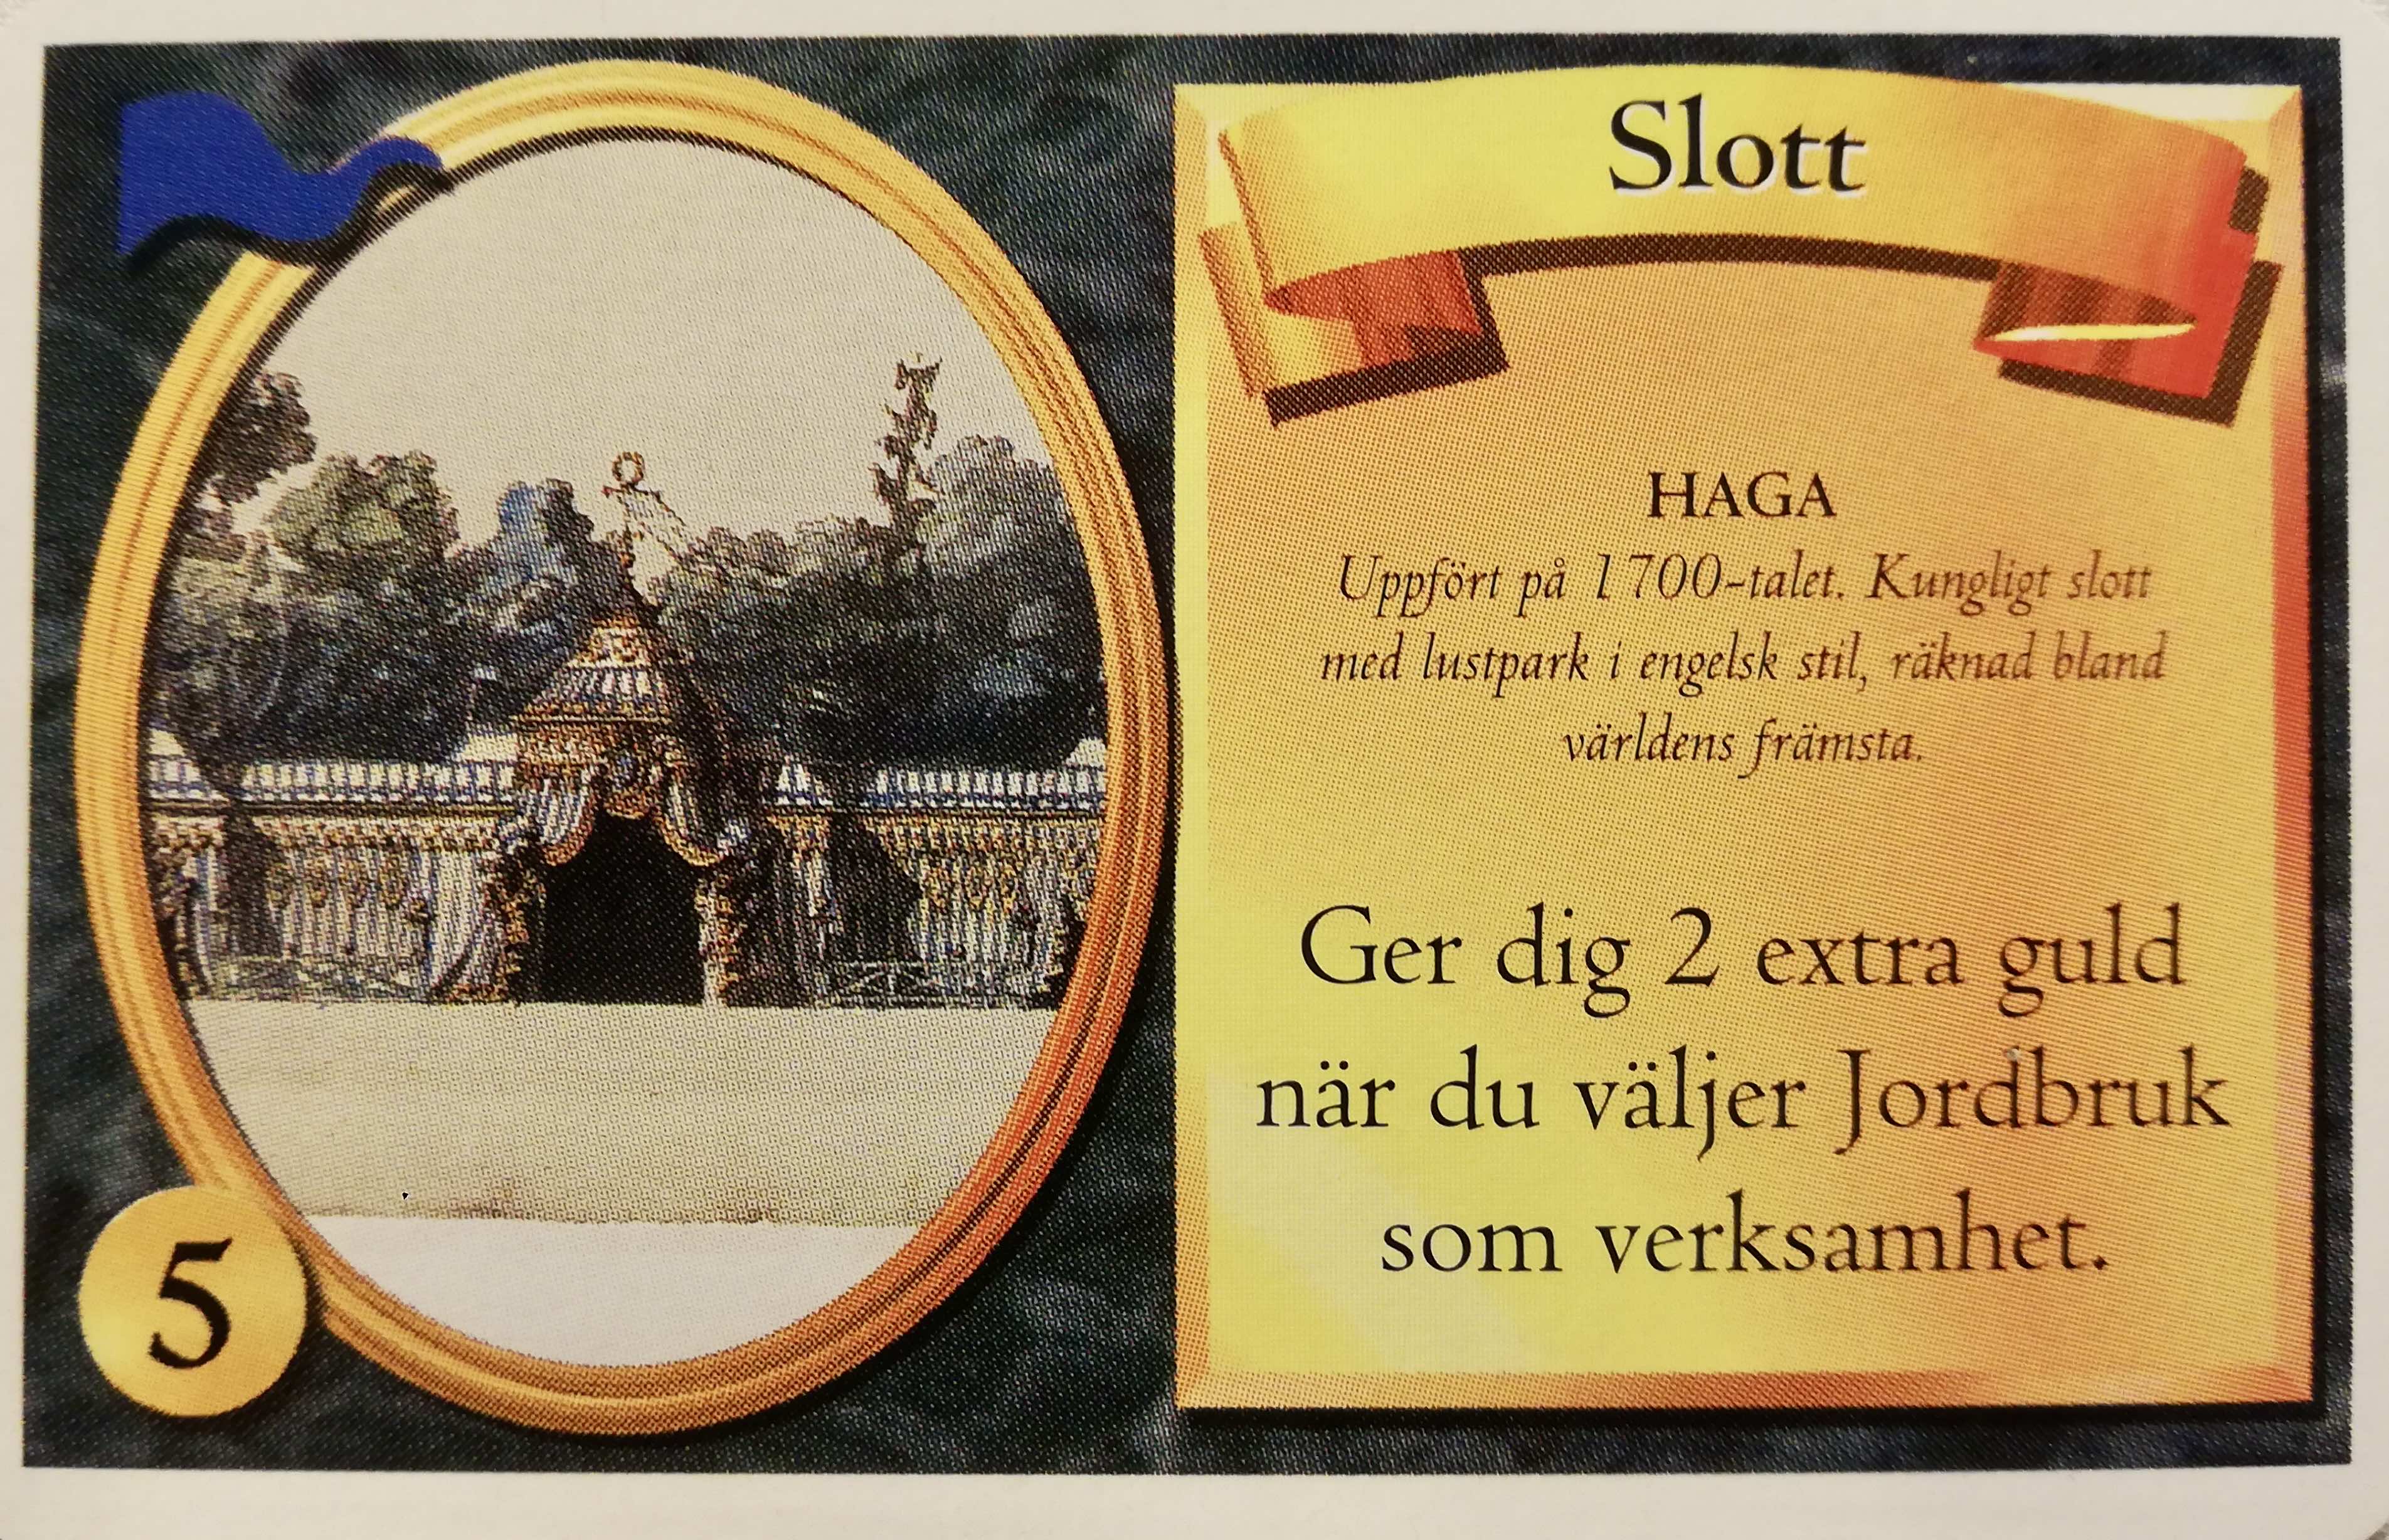 Slott
HAGA
Uppfört på 1700-talet. Kungligt slott
med lustpark i engelsk stil, räknad bland
världens främsta.
Ger dig 2 extra guld
när du väljer Jordbruk
som verksamhet.
5